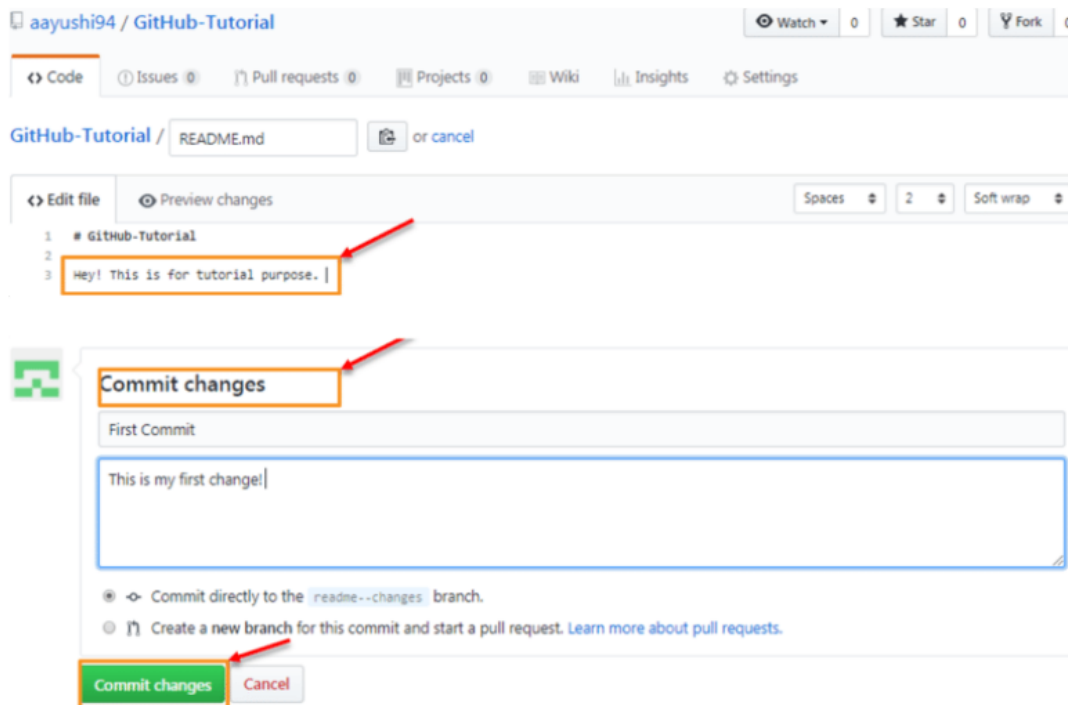 aayushi94 / GitHub-Tutorial Watch 0 Star 0 Fork
Code Issues 0 Pull requests 0 Projects 0 Wiki Insights Settings
GitHub-Tutorial / README.md or cancel
Edit file Preview changes Spaces 2 Soft wrap
1 # GitHub-Tutorial
2
3 Hey! This is for tutorial purpose.
Commit changes
First Commit
This is my first change!
Commit directly to the readme--changes branch.
Create a new branch for this commit and start a pull request. Learn more about pull requests.
Commit changes Cancel